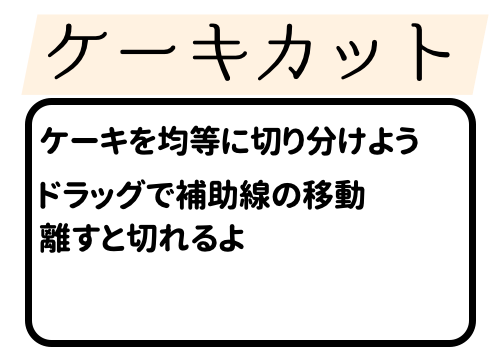 ケーキカット
ケーキを均等に切り分けよう
ドラッグで補助線の移動
離すと切れるよ